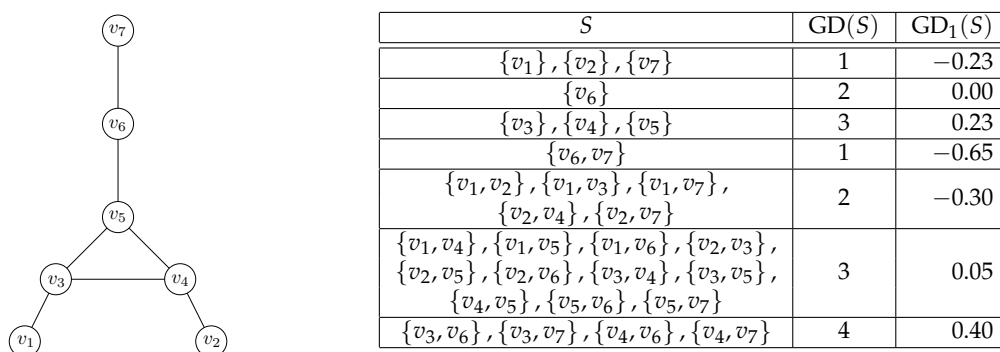 v₇
v₆
v₅
v₃ v₄
v₁ v₂
S GD(S) GD₁(S)
{v₁}, {v₂}, {v₇} 1 −0.23
{v₆} 2 0.00
{v₃}, {v₄}, {v₅} 3 0.23
{v₆, v₇} 1 −0.65
{v₁, v₂}, {v₁, v₃}, {v₁, v₇},
{v₂, v₄}, {v₂, v₇} 2 −0.30
{v₁, v₄}, {v₁, v₅}, {v₁, v₆}, {v₂, v₃},
{v₂, v₅}, {v₂, v₆}, {v₃, v₄}, {v₃, v₅}, 3 0.05
{v₄, v₅}, {v₅, v₆}, {v₅, v₇}
{v₃, v₆}, {v₃, v₇}, {v₄, v₆}, {v₄, v₇} 4 0.40